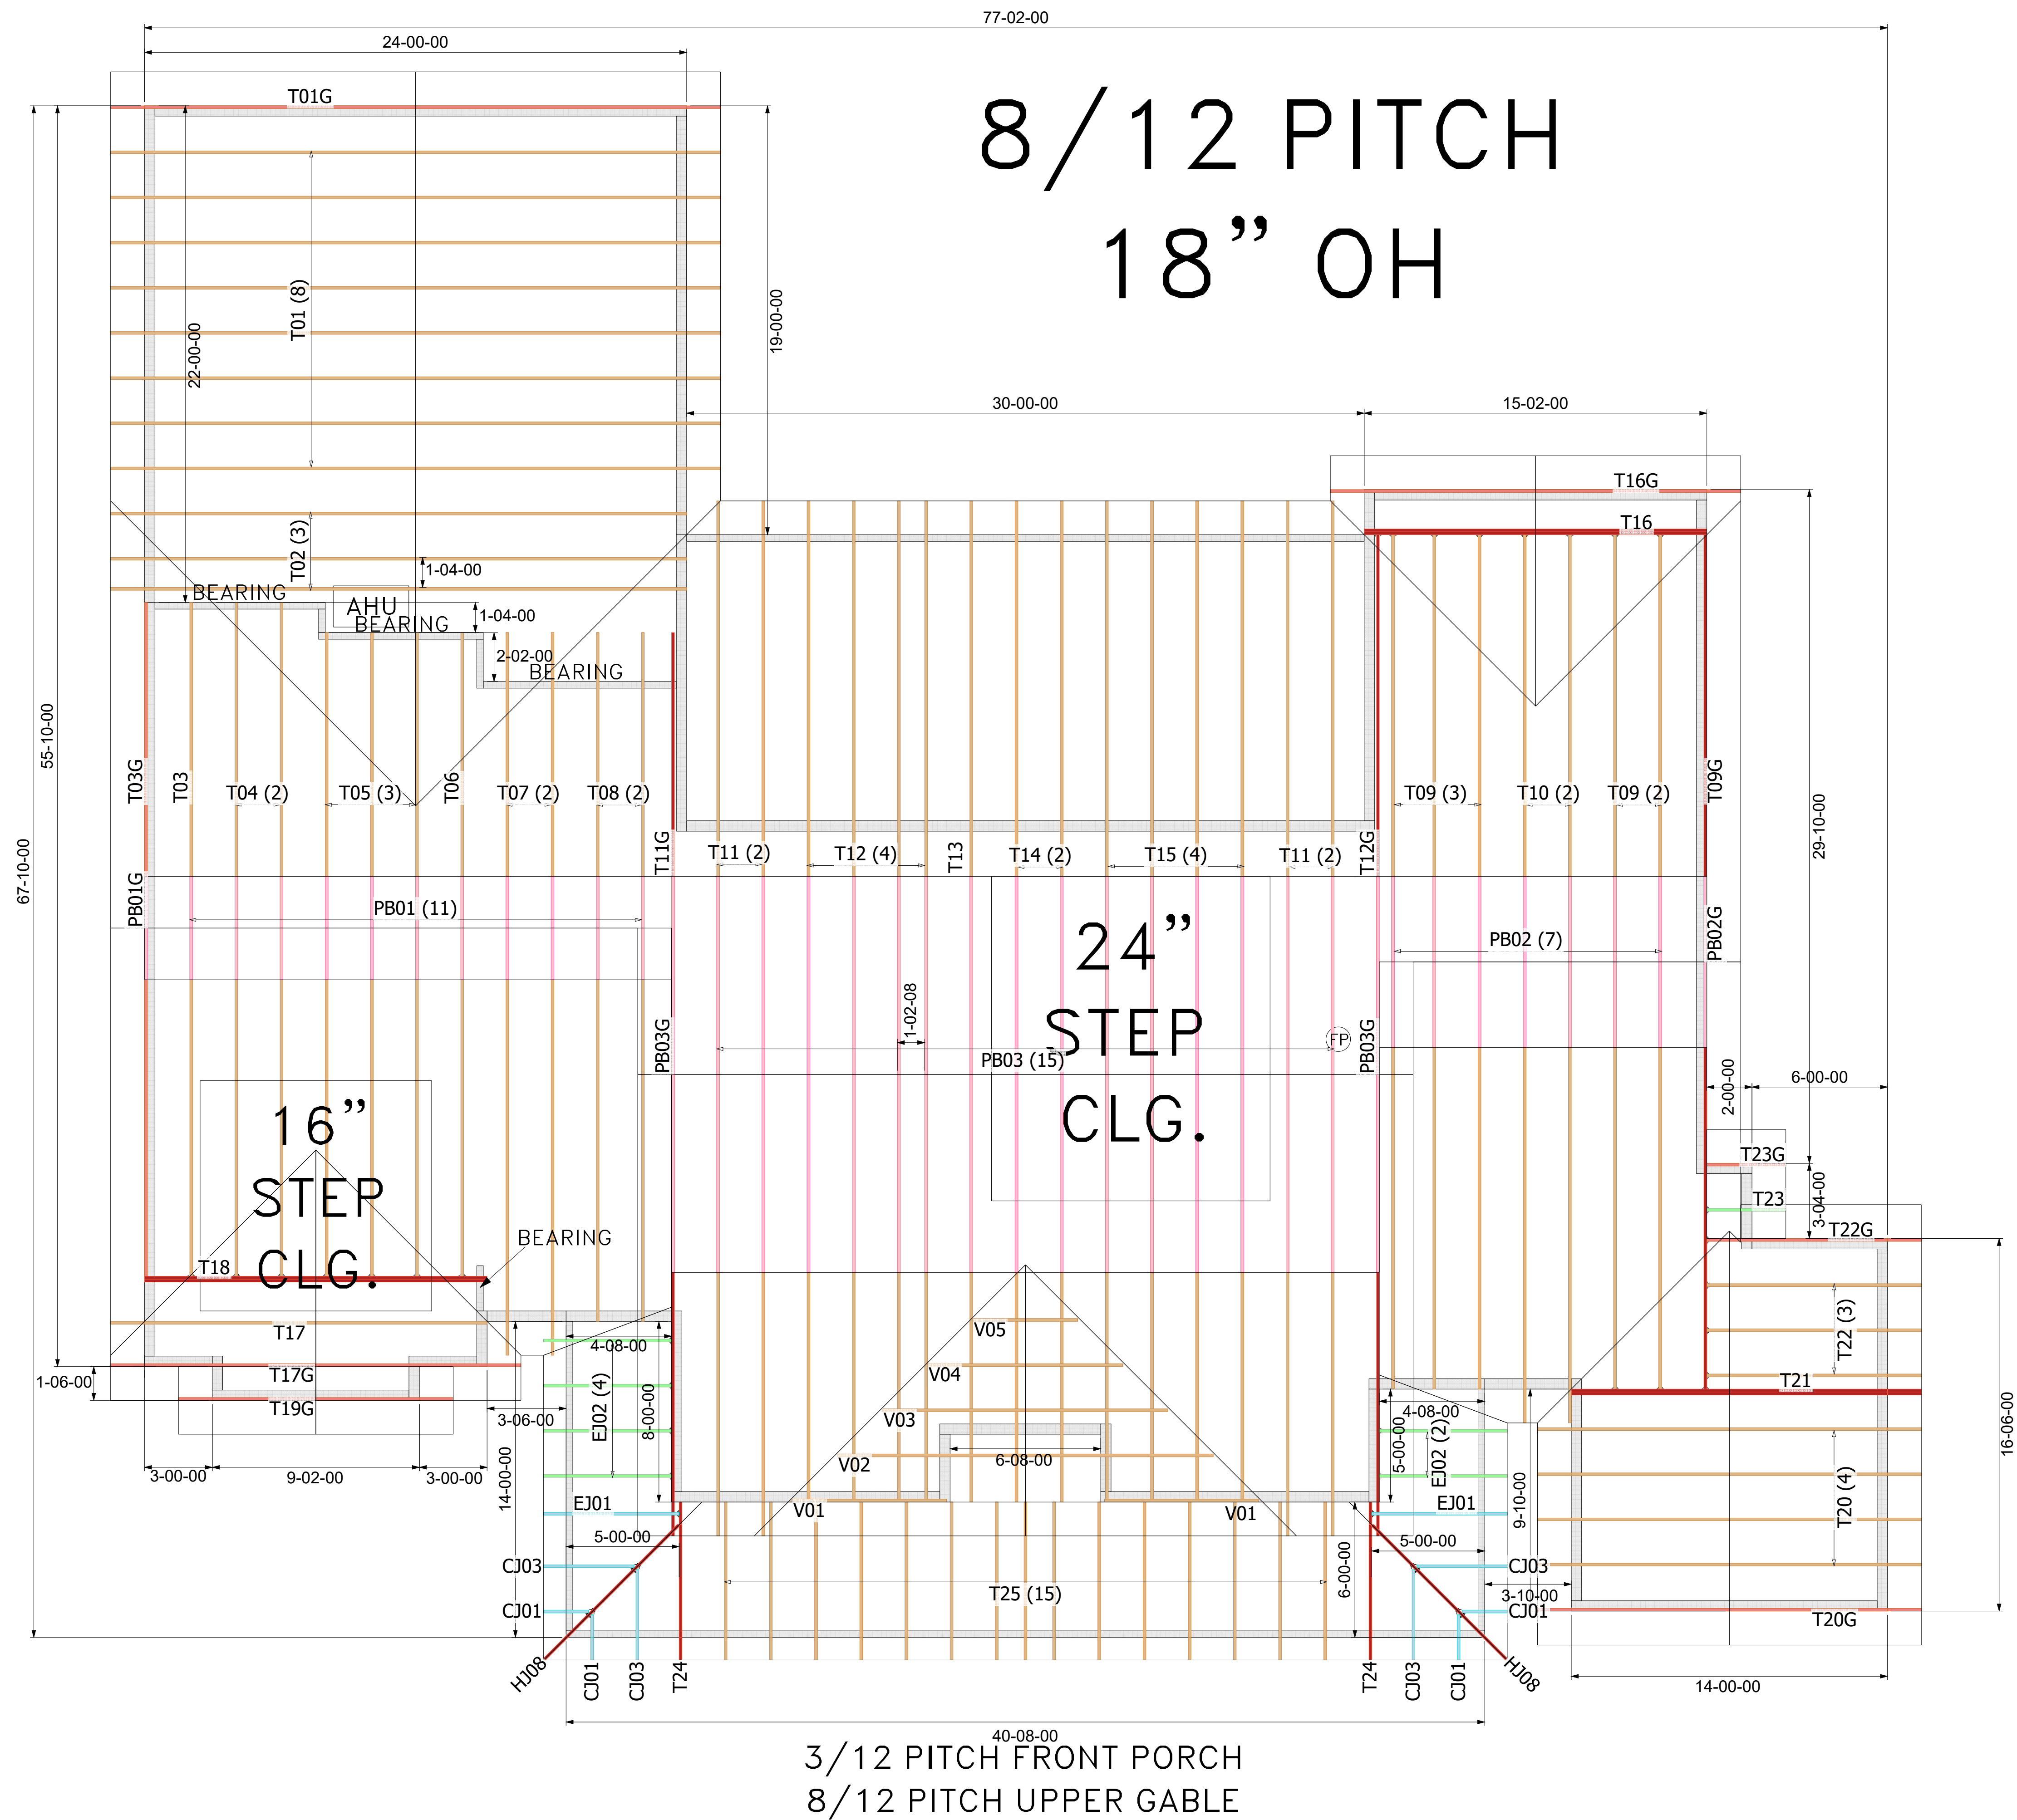 77-02-00
24-00-00
T01G
8/12 PITCH
18” OH
T01 (8)
22-00-00
19-00-00
30-00-00
15-02-00
T16G
T16
T02 (3)
1-04-00
BEARING
AHU
BEARING
1-04-00
2-02-00
BEARING
55-10-00
67-10-00
T03G
T03
T04 (2)
T05 (3)
T06
T07 (2)
T08 (2)
T09 (3)
T10 (2)
T09 (2)
T09G
29-10-00
T11G
T11 (2)
T12 (4)
T13
T14 (2)
T15 (4)
T11 (2)
T12G
PB01G
PB01 (11)
24”
STEP
CLG.
PB02 (7)
PB02G
1-02-08
PB03G
PB03 (15)
FP
PB03G
2-00-00
6-00-00
16”
STEP
CLG.
T23G
T23
3-04-00
T22G
BEARING
T18
T17
T17G
1-06-00
T19G
3-00-00
9-02-00
3-00-00
3-06-00
14-00-00
4-08-00
EJ02 (4)
8-00-00
V05
V04
V03
V02
V01
6-08-00
V01
4-08-00
5-00-00
EJ02 (2)
9-10-00
T22 (3)
T21
16-06-00
T20 (4)
EJ01
EJ01
5-00-00
5-00-00
CJ03
CJ03
T25 (15)
6-00-00
3-10-00
CJ01
CJ01
T20G
HJ08
CJ01
CJ03
T24
T24
CJ03
CJ01
HJ08
14-00-00
40-08-00
3/12 PITCH FRONT PORCH
8/12 PITCH UPPER GABLE